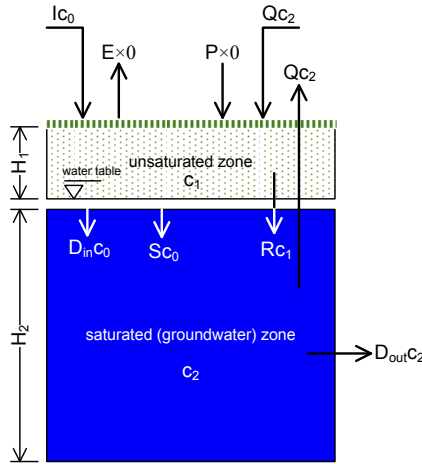 Ic0
E×0
P×0
Qc2
Qc2
H1
unsaturated zone
c1
water table
Dinc0
Sc0
Rc1
H2
saturated (groundwater) zone
c2
Doutc2